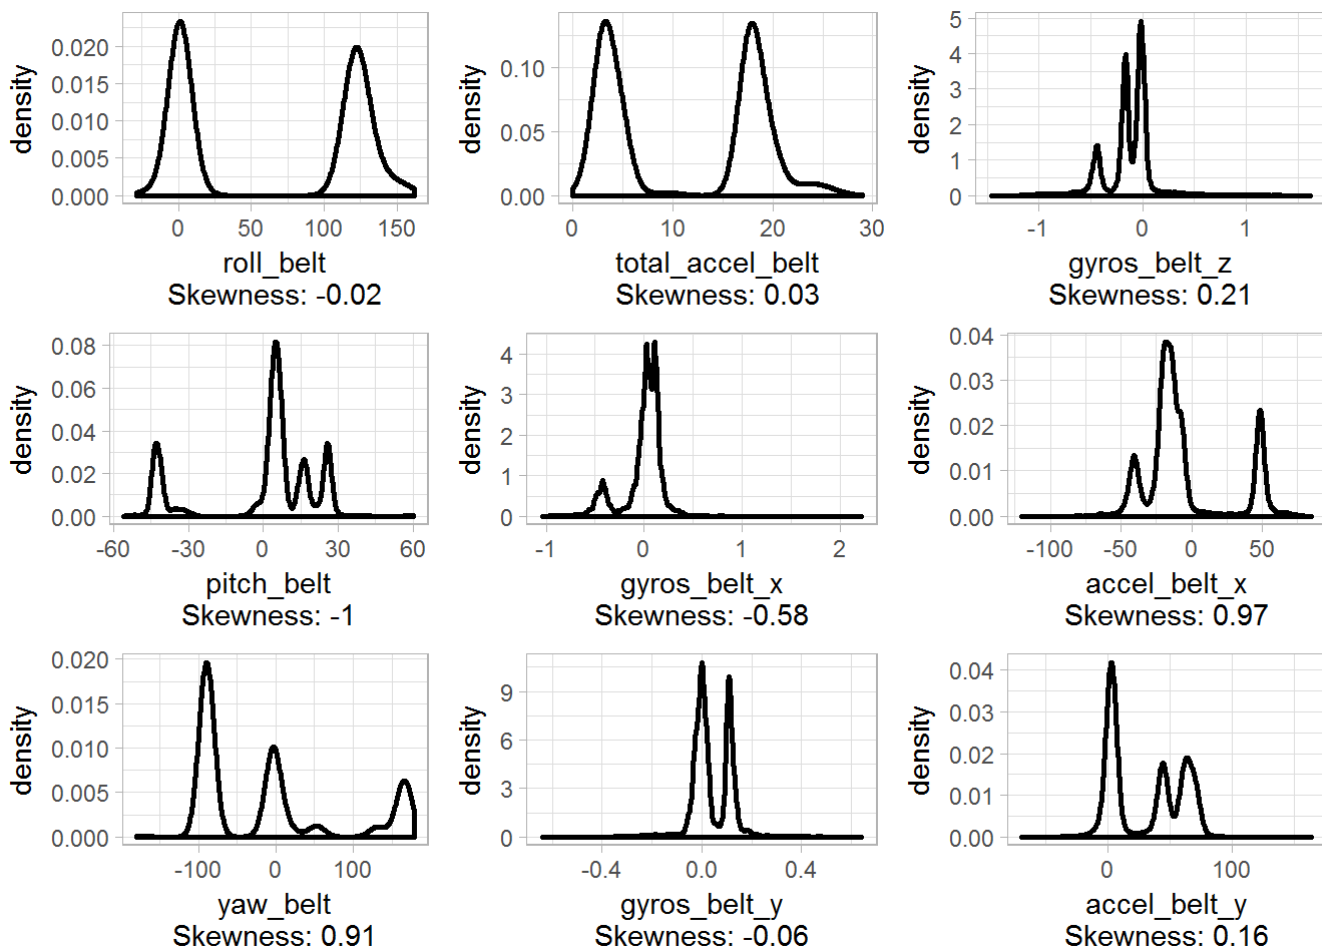 density
0.020
0.015
0.010
0.005
0.000
0 50 100 150
roll_belt
Skewness: -0.02
density
0.10
0.05
0.00
0 10 20 30
total_accel_belt
Skewness: 0.03
density
5
4
3
2
1
0
-1 0 1
gyros_belt_z
Skewness: 0.21
density
0.08
0.06
0.04
0.02
0.00
-60 -30 0 30 60
pitch_belt
Skewness: -1
density
4
3
2
1
0
-1 0 1 2
gyros_belt_x
Skewness: -0.58
density
0.04
0.03
0.02
0.01
0.00
-100 -50 0 50
accel_belt_x
Skewness: 0.97
density
0.020
0.015
0.010
0.005
0.000
-100 0 100
yaw_belt
Skewness: 0.91
density
9
6
3
0
-0.4 0.0 0.4
gyros_belt_y
Skewness: -0.06
density
0.04
0.03
0.02
0.01
0.00
0 100
accel_belt_y
Skewness: 0.16